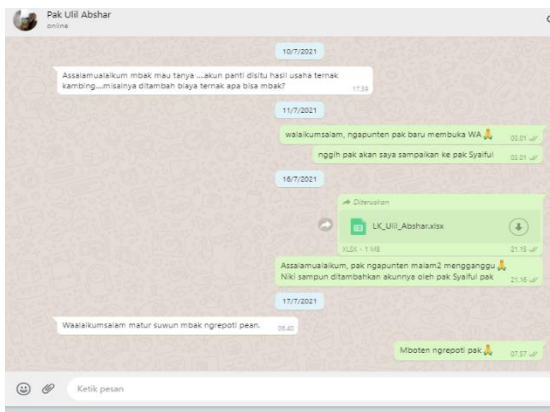 Pak Ulil Abshar
online
10/7/2021
Assalamualaikum mbak mau tanya ....akun panti disitu hasil usaha ternak
kambing....misalnya ditambah biaya ternak apa bisa mbak?
17.39
11/7/2021
walaikumsalam, ngapunten pak baru membuka WA🙏
03.01
nggih pak akan saya sampaikan ke pak Syaiful
03.01
16/7/2021
Diteruskan
LK_Ulil_Abshar.xlsx
XLSX • 1 MB
21.15
Assalamualaikum, pak ngapunten malam2 mengganggu🙏
Niki sampun ditambahkan akunnya oleh pak Syaiful pak
21.16
17/7/2021
Waalaikumsalam matur suwun mbak ngrepoti pean.
06.40
Mboten ngrepoti pak🙏
07.57
Ketik pesan